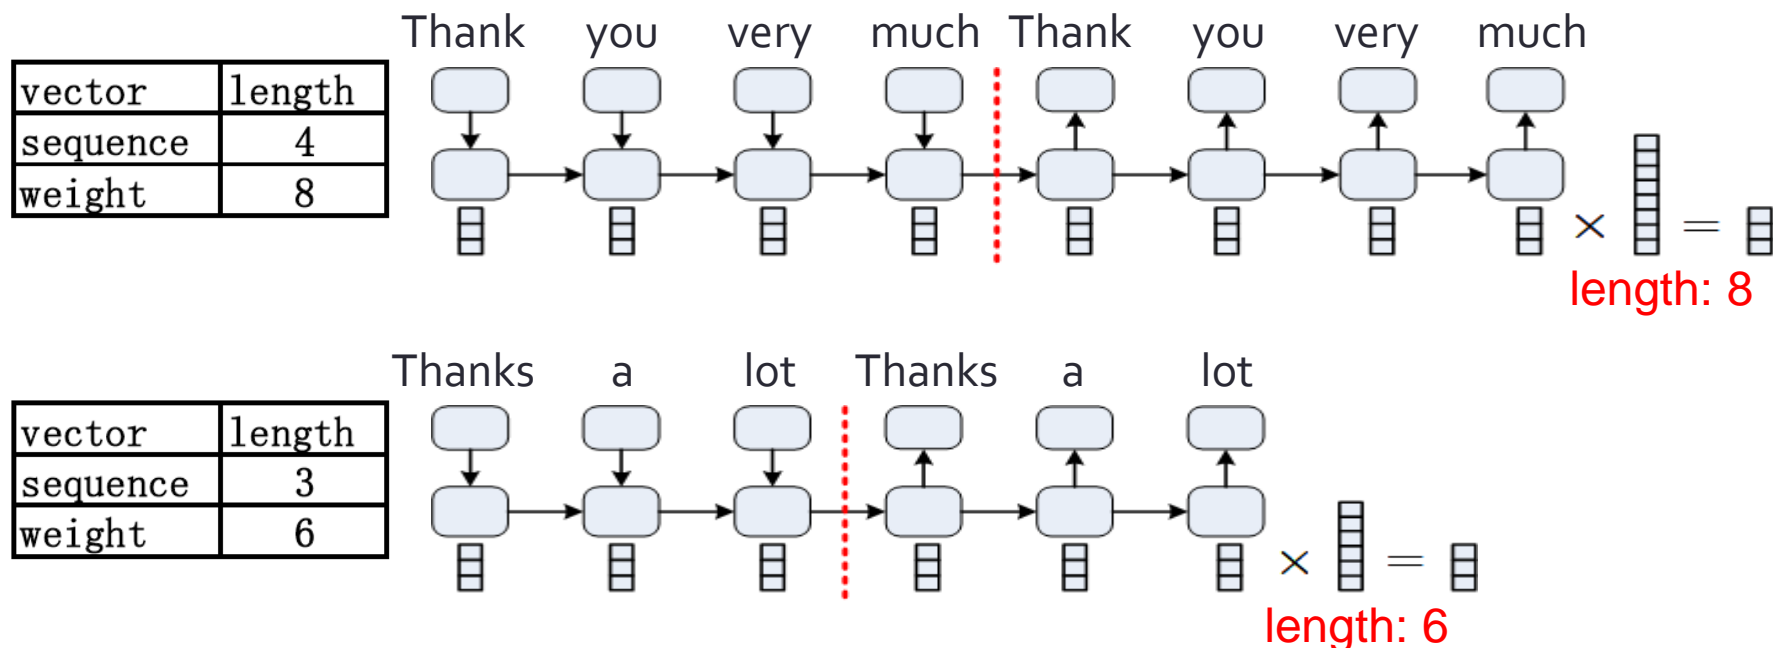 Thank you very much Thank you very much
vector length
sequence 4
weight 8
× =
length: 8
Thanks a lot Thanks a lot
vector length
sequence 3
weight 6
× =
length: 6